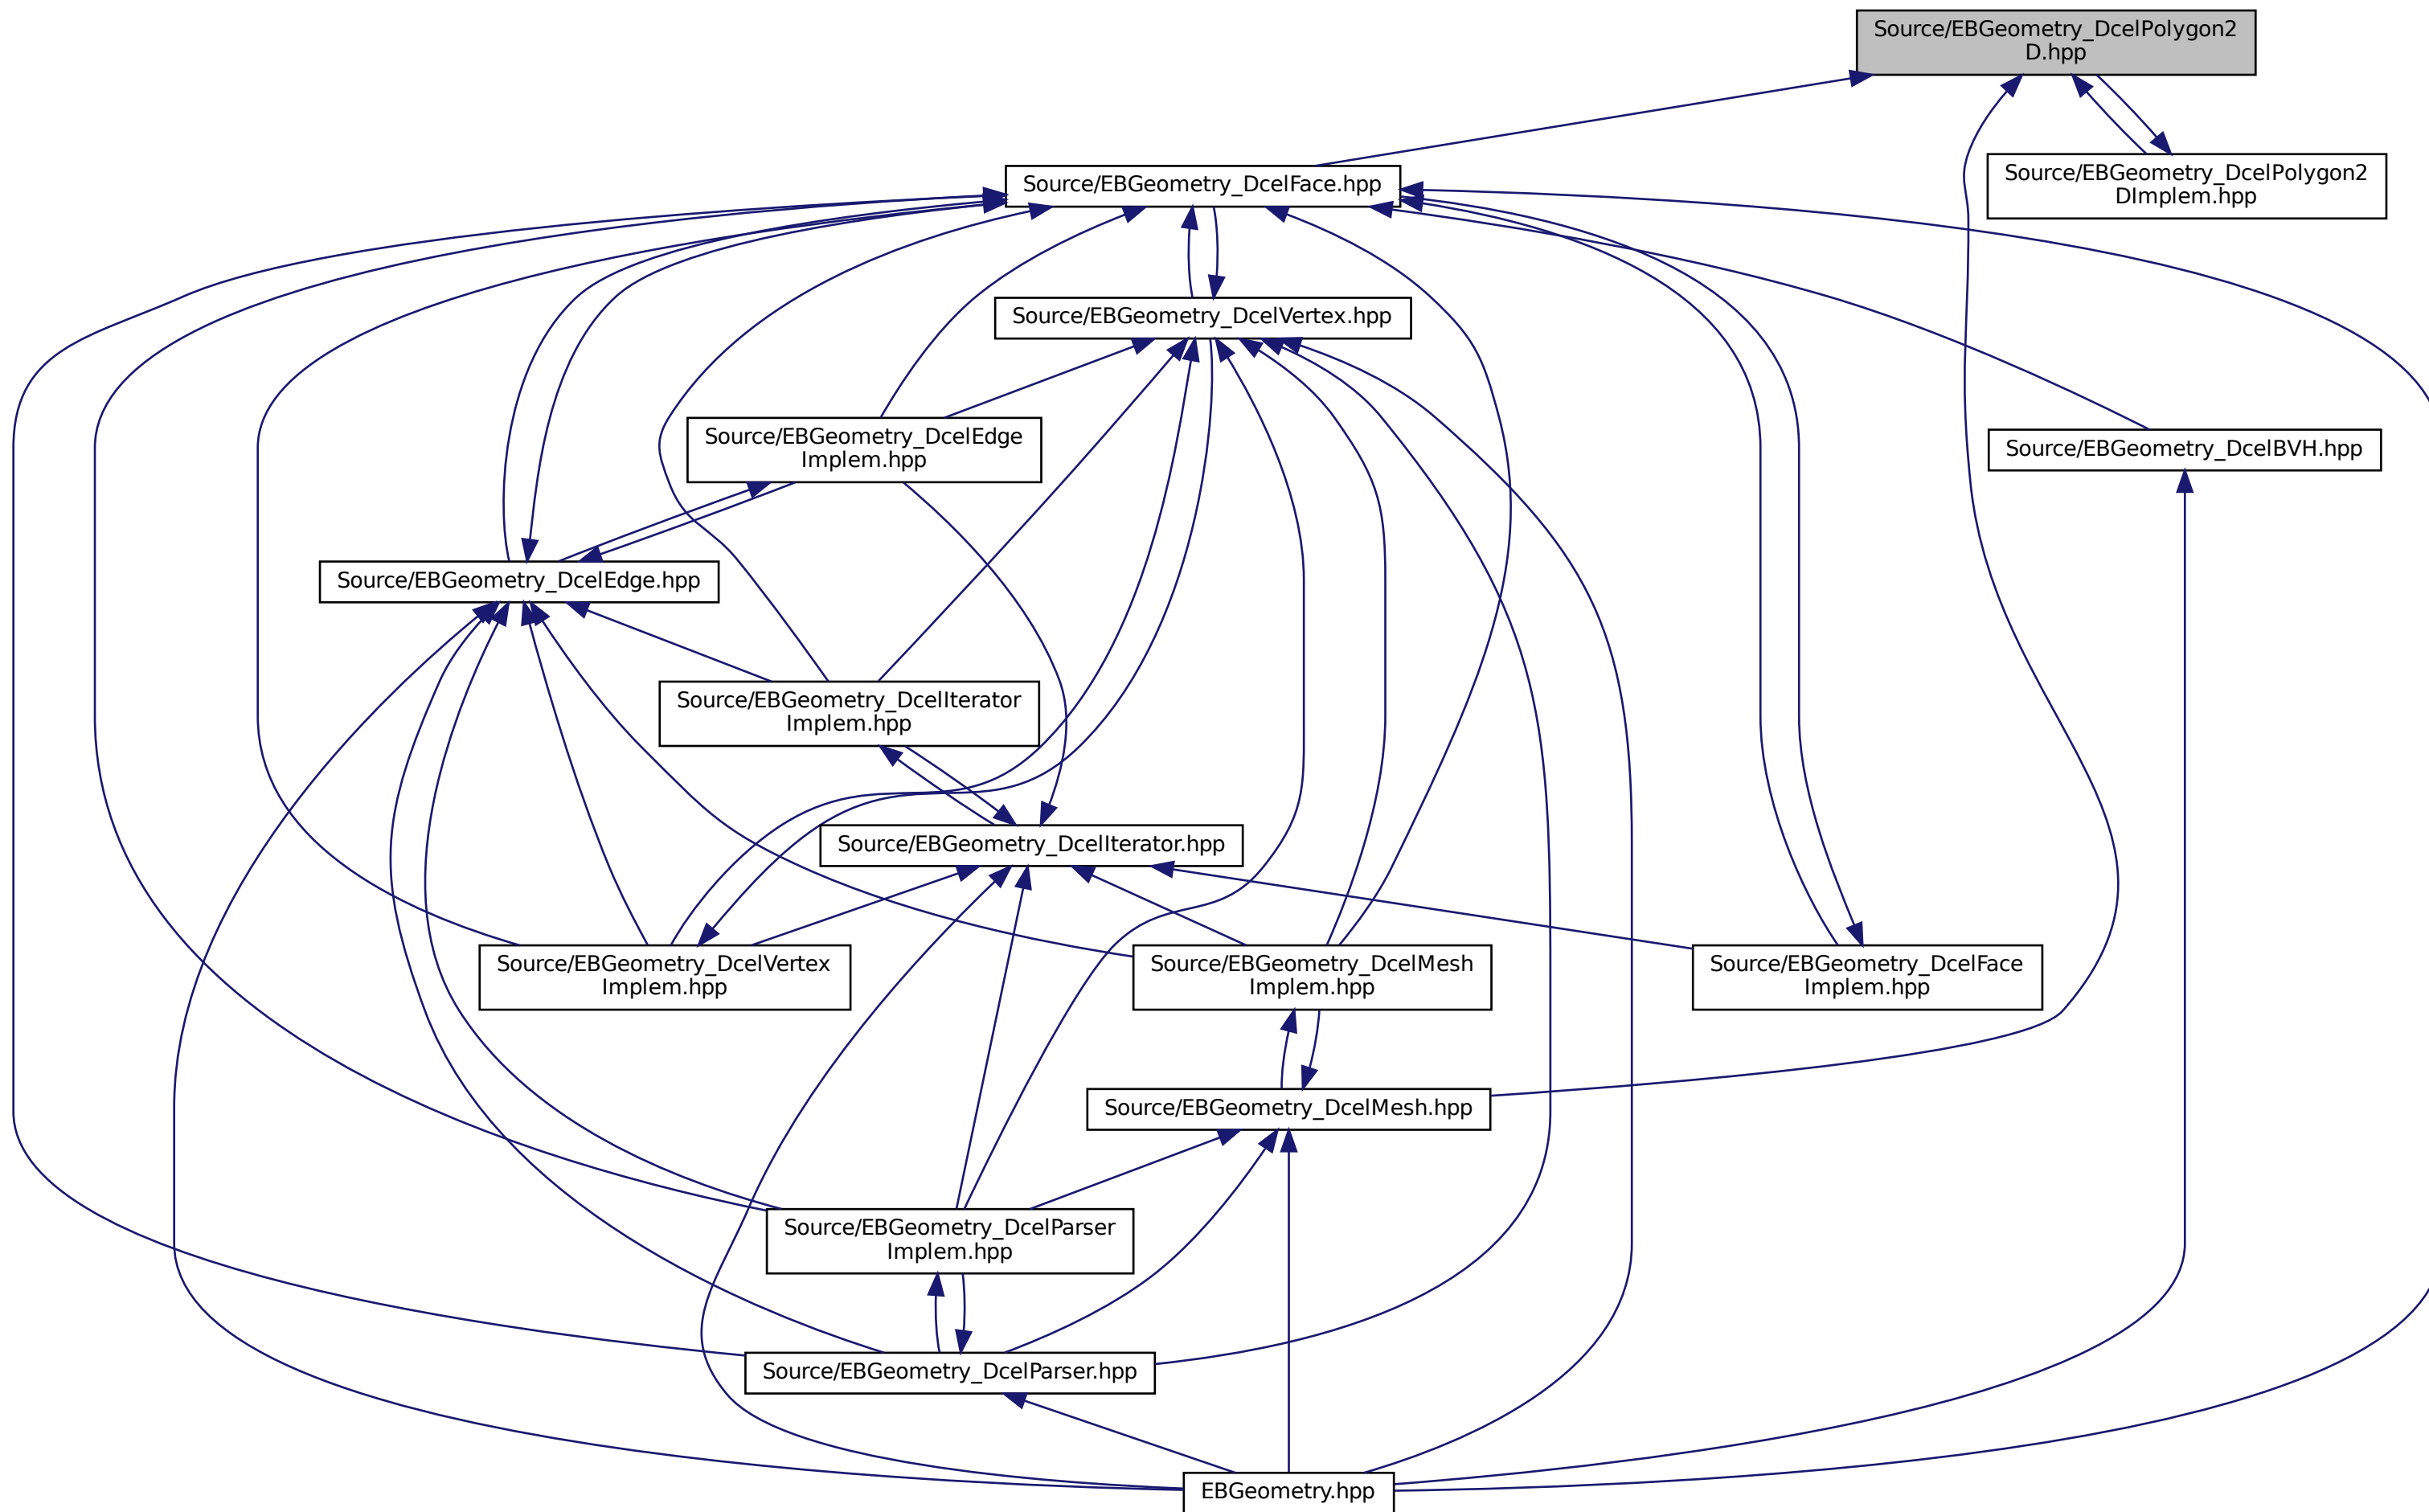 Source/EBGeometry_DcelPolygon2
D.hpp
Source/EBGeometry_DcelFace.hpp
Source/EBGeometry_DcelPolygon2
DImplem.hpp
Source/EBGeometry_DcelVertex.hpp
Source/EBGeometry_DcelEdge
Implem.hpp
Source/EBGeometry_DcelBVH.hpp
Source/EBGeometry_DcelEdge.hpp
Source/EBGeometry_DcelIterator
Implem.hpp
Source/EBGeometry_DcelIterator.hpp
Source/EBGeometry_DcelVertex
Implem.hpp
Source/EBGeometry_DcelMesh
Implem.hpp
Source/EBGeometry_DcelFace
Implem.hpp
Source/EBGeometry_DcelMesh.hpp
Source/EBGeometry_DcelParser
Implem.hpp
Source/EBGeometry_DcelParser.hpp
EBGeometry.hpp